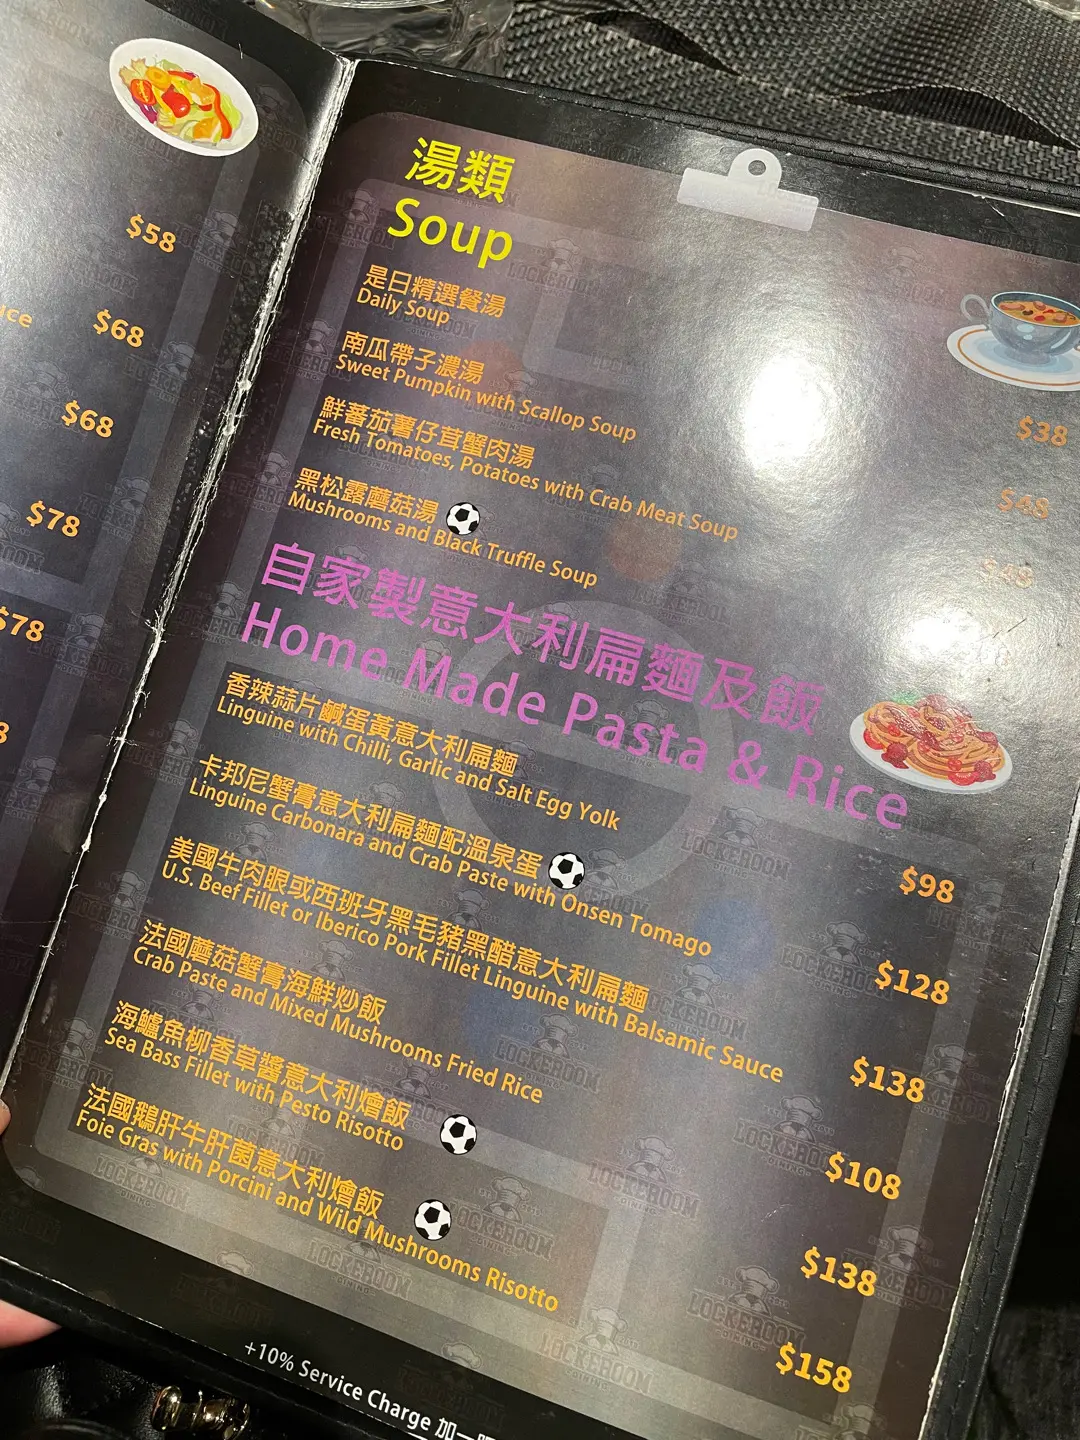 $58
uce $68
$68
$78
$78
8
湯類
Soup
是日精選餐湯
Daily Soup
$38
南瓜帶子濃湯
Sweet Pumpkin with Scallop Soup
$48
鮮蕃茄薯仔茸蟹肉湯
Fresh Tomatoes, Potatoes with Crab Meat Soup
$48
黑松露蘑菇湯
Mushrooms and Black Truffle Soup
自家製意大利扁麵及飯
Home Made Pasta & Rice
香辣蒜片鹹蛋黃意大利扁麵
Linguine with Chilli, Garlic and Salt Egg Yolk
$98
卡邦尼蟹膏意大利扁麵配溫泉蛋
Linguine Carbonara and Crab Paste with Onsen Tomago
$128
美國牛肉眼或西班牙黑毛豬黑醋意大利扁麵
U.S. Beef Fillet or Iberico Pork Fillet Linguine with Balsamic Sauce
$138
法國蘑菇蟹膏海鮮炒飯
Crab Paste and Mixed Mushrooms Fried Rice
$108
海鱸魚柳香草醬意大利燴飯
Sea Bass Fillet with Pesto Risotto
$138
法國鵝肝牛肝菌意大利燴飯
Foie Gras with Porcini and Wild Mushrooms Risotto
$158
+10% Service Charge 加一
LOCKEROOM
DINING